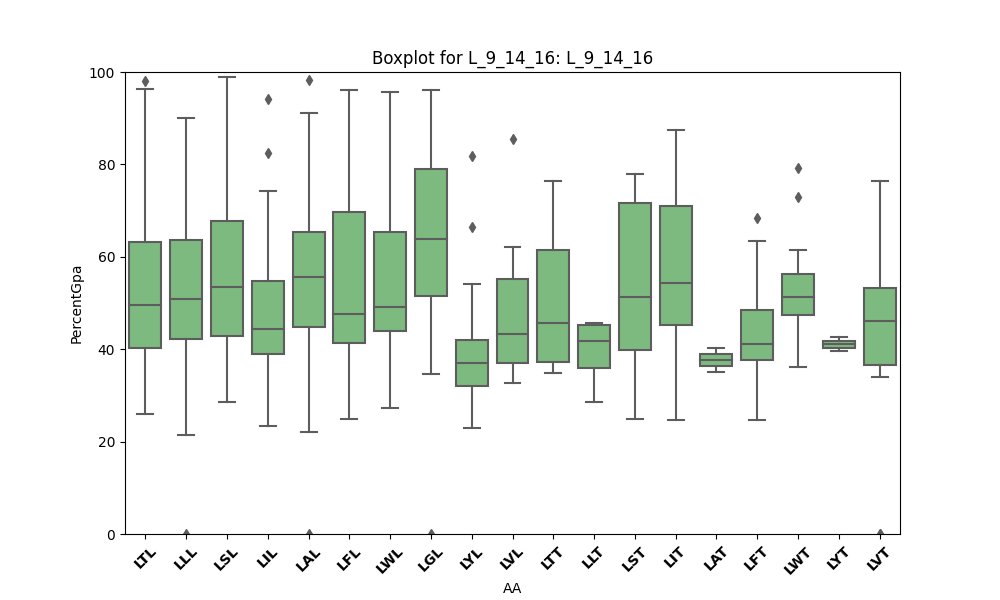 Boxplot for L_9_14_16: L_9_14_16
100
80
60
40
20
0
PercentGpa
LTL LLL LSL LIL LAL LFL LWL LGL LYL LVL LTT LLT LST LIT LAT LFT LWT LYT LVT
AA